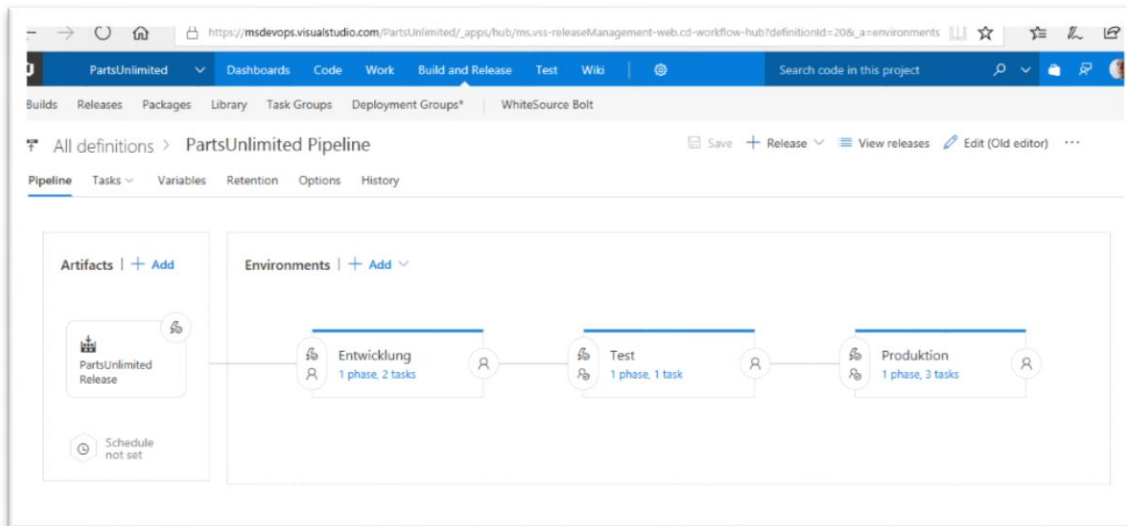 https://msdevops.visualstudio.com/PartsUnlimited/_apps/hub/ms.vss-releaseManagement-web.cd-workflow-hub?definitionId=20&_a=environments
PartsUnlimited Dashboards Code Work Build and Release Test Wiki Search code in this project
Builds Releases Packages Library Task Groups Deployment Groups* WhiteSource Bolt
All definitions > PartsUnlimited Pipeline Save + Release View releases Edit (Old editor) ...
Pipeline Tasks Variables Retention Options History
Artifacts | + Add Environments | + Add
PartsUnlimited
Release
Schedule
not set
Entwicklung
1 phase, 2 tasks
Test
1 phase, 1 task
Produktion
1 phase, 3 tasks